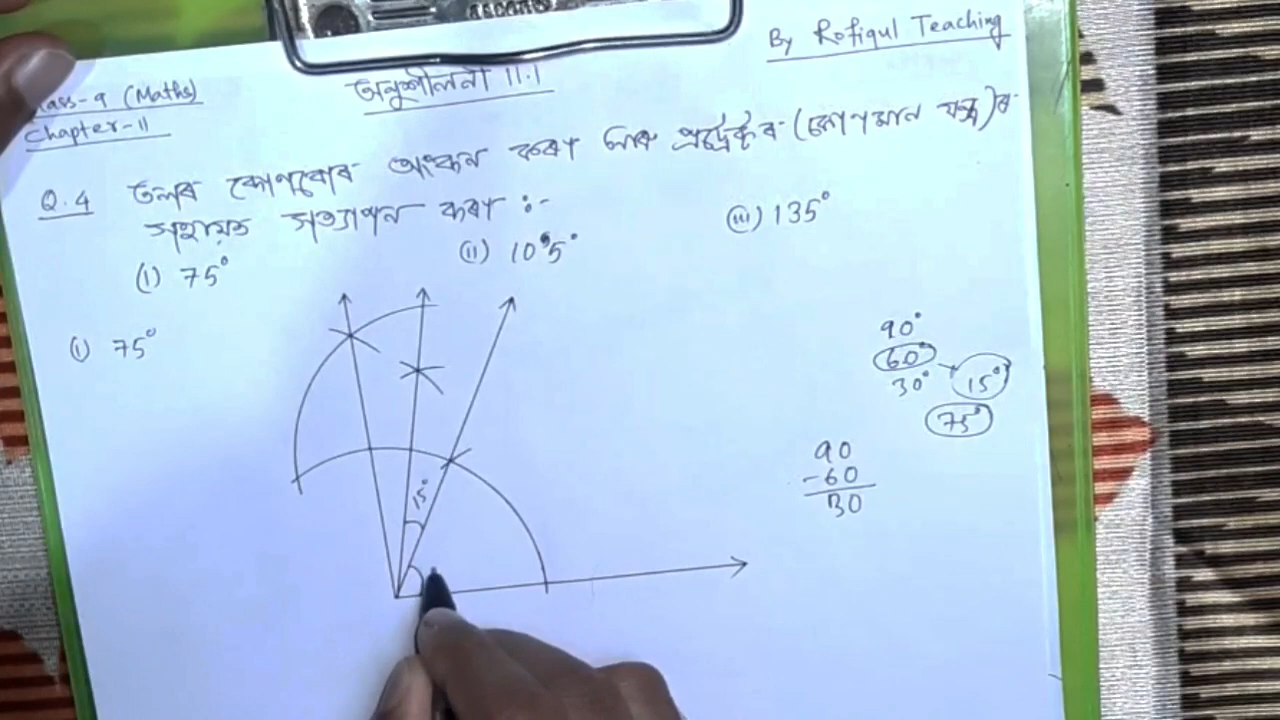 By Rofiqul Teaching
Class-9 (Maths)
Chapter-11
অনুশীলনী 11.1
Q.4 তলৰ কোণবোৰ অংকন কৰা আৰু প্ৰত্যেকৰ (কোণমান যন্ত্ৰ)ৰ
সহায়ত সত্যাপন কৰা :-
(i) 75°
(ii) 105°
(iii) 135°
(i) 75°
90°
60°
30°
15°
75°
90
-60
30
15°